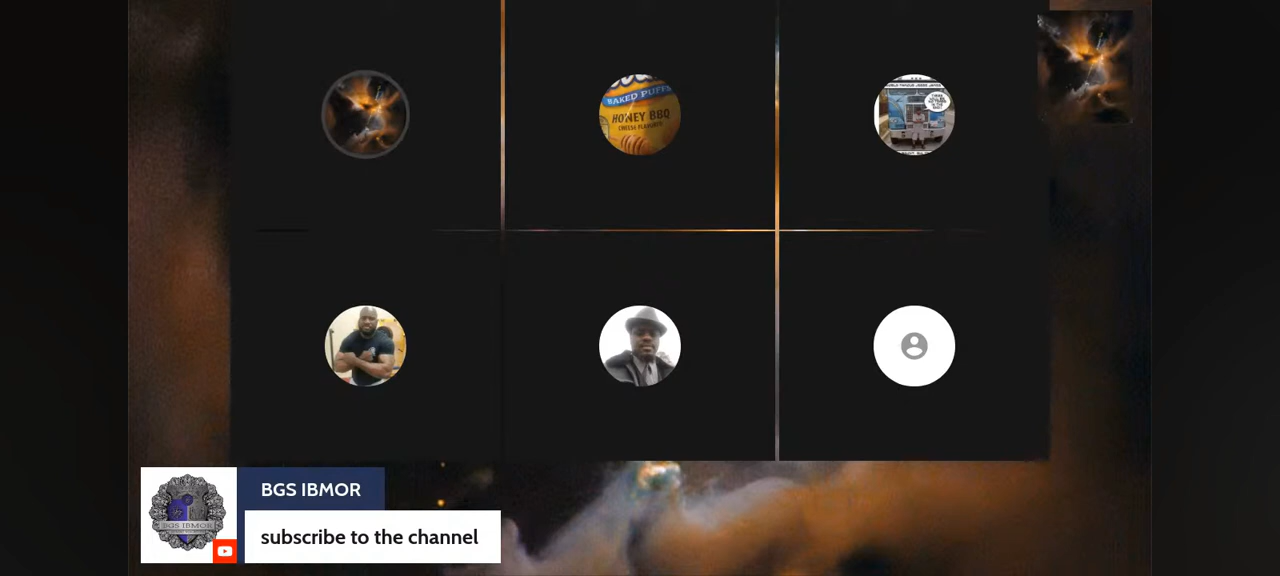 BAKED PUFFS
HONEY BBQ
CHEESE FLAVORED
BGS IBMOR
BGS IBMOR
subscribe to the channel